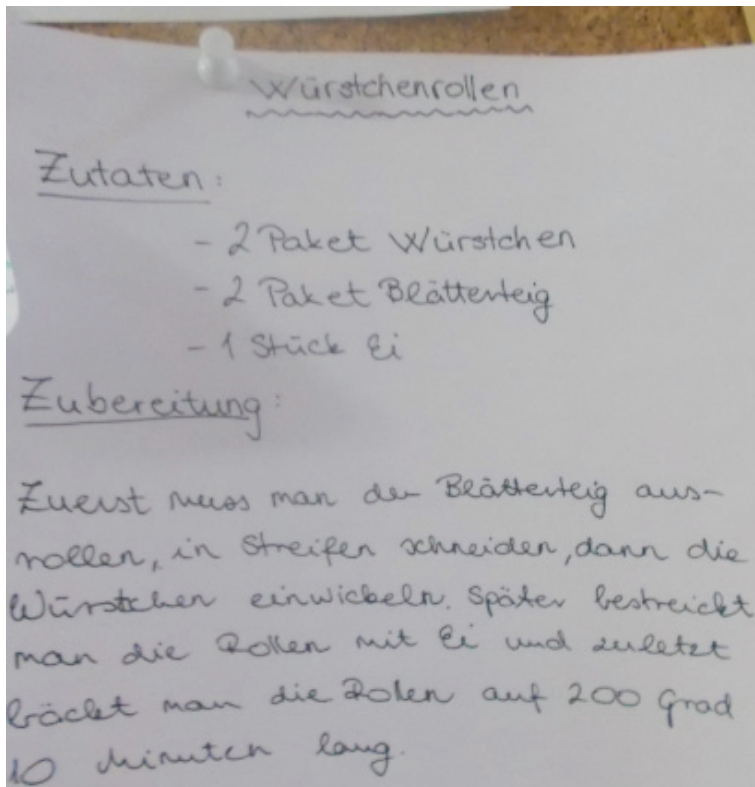 Würstchenrollen
Zutaten:
- 2 Paket Würstchen
- 2 Paket Blätterteig
- 1 Stück Ei
Zubereitung:
Zuerst muss man den Blätterteig aus-
rollen, in Streifen schneiden, dann die
Würstchen einwickeln. Später bestreickt
man die Rollen mit Ei und zuletzt
bäckt man die Rolen auf 200 Grad
10 Minuten lang.